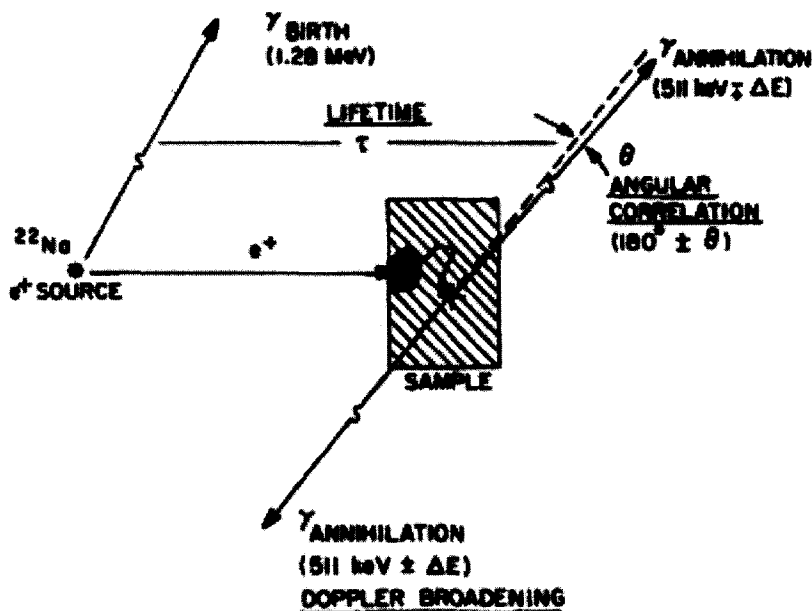 γ BIRTH
(1.28 MeV)
γ ANNIHILATION
(511 keV ∓ ΔE)
LIFETIME
τ
θ
ANGULAR
CORRELATION
(180° ± θ)
²²Na
e⁺ SOURCE
e⁺
SAMPLE
γ ANNIHILATION
(511 keV ± ΔE)
DOPPLER BROADENING